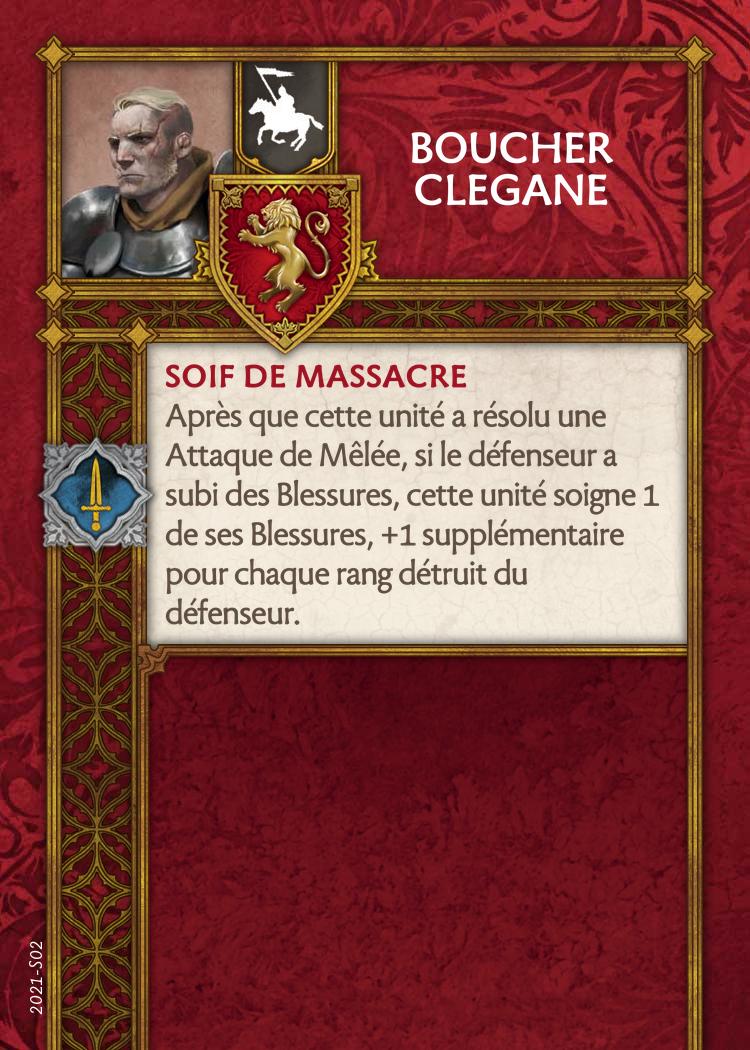 BOUCHER
CLEGANE
SOIF DE MASSACRE
Après que cette unité a résolu une
Attaque de Mêlée, si le défenseur a
subi des Blessures, cette unité soigne 1
de ses Blessures, +1 supplémentaire
pour chaque rang détruit du
défenseur.
2021-S02